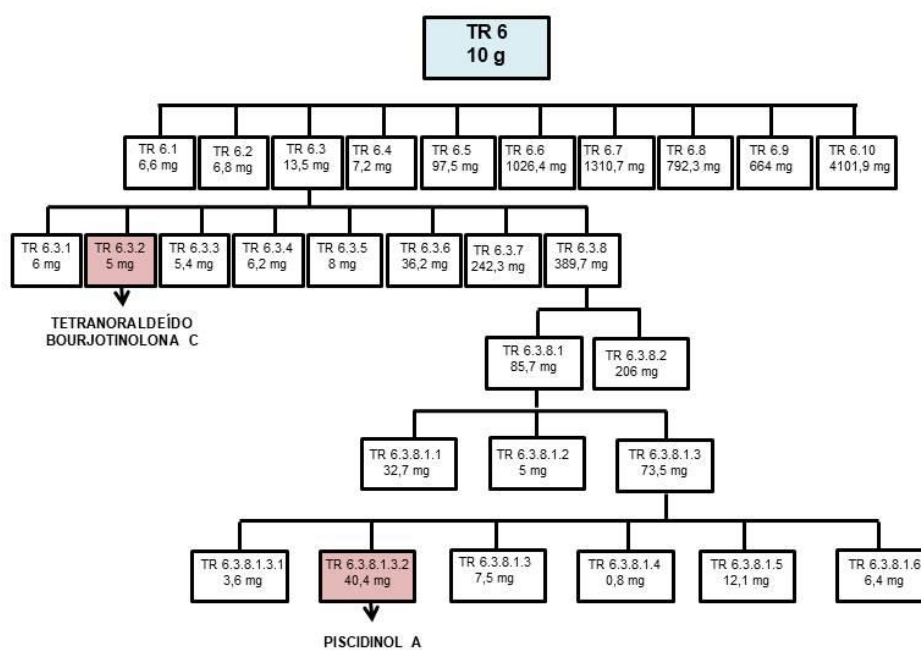 TR 6
10 g
TR 6.1
6,6 mg
TR 6.2
6,8 mg
TR 6.3
13,5 mg
TR 6.4
7,2 mg
TR 6.5
97,5 mg
TR 6.6
1026,4 mg
TR 6.7
1310,7 mg
TR 6.8
792,3 mg
TR 6.9
664 mg
TR 6.10
4101,9 mg
TR 6.3.1
6 mg
TR 6.3.2
5 mg
TR 6.3.3
5,4 mg
TR 6.3.4
6,2 mg
TR 6.3.5
8 mg
TR 6.3.6
36,2 mg
TR 6.3.7
242,3 mg
TR 6.3.8
389,7 mg
TETRANORALDEÍDO
BOURJOTINOLONA C
TR 6.3.8.1
85,7 mg
TR 6.3.8.2
206 mg
TR 6.3.8.1.1
32,7 mg
TR 6.3.8.1.2
5 mg
TR 6.3.8.1.3
73,5 mg
TR 6.3.8.1.3.1
3,6 mg
TR 6.3.8.1.3.2
40,4 mg
TR 6.3.8.1.3
7,5 mg
TR 6.3.8.1.4
0,8 mg
TR 6.3.8.1.5
12,1 mg
TR 6.3.8.1.6
6,4 mg
PISCIDINOL A